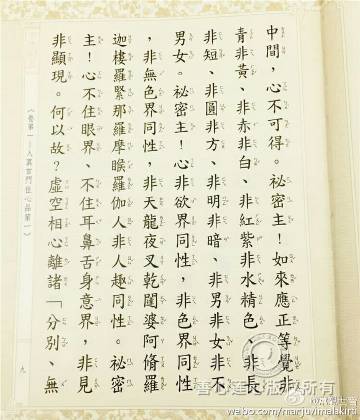 中間，心不可得。祕密主！如來應正等覺非
青非黃、非赤非白、非紅紫非水精色、非長
非短、非圓非方、非明非暗、非男非女非不
男女。祕密主！心非欲界同性，非色界同性
，非無色界同性，非天龍夜叉乾闥婆阿脩羅
迦樓羅緊那羅摩睺羅伽人非人趣同性。祕密
主！心不住眼界、不住耳鼻舌身意界，非見
非顯現。何以故？虛空相心離諸「分別、無
《卷第一 — 入真言門住心品第一》
九
所有
http://weibo.com/marju/imalakirti